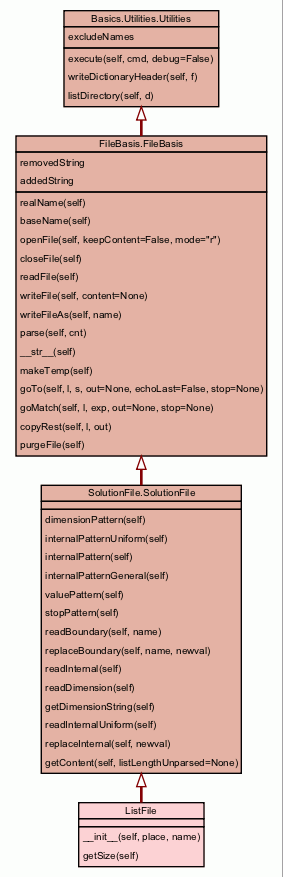 Basics.Utilities.Utilities
excludeNames
execute(self, cmd, debug=False)
writeDictionaryHeader(self, f)
listDirectory(self, d)
FileBasis.FileBasis
removedString
addedString
realName(self)
baseName(self)
openFile(self, keepContent=False, mode="r")
closeFile(self)
readFile(self)
writeFile(self, content=None)
writeFileAs(self, name)
parse(self, cnt)
__str__(self)
makeTemp(self)
goTo(self, l, s, out=None, echoLast=False, stop=None)
goMatch(self, l, exp, out=None, stop=None)
copyRest(self, l, out)
purgeFile(self)
SolutionFile.SolutionFile
dimensionPattern(self)
internalPatternUniform(self)
internalPattern(self)
internalPatternGeneral(self)
valuePattern(self)
stopPattern(self)
readBoundary(self, name)
replaceBoundary(self, name, newval)
readInternal(self)
readDimension(self)
getDimensionString(self)
readInternalUniform(self)
replaceInternal(self, newval)
getContent(self, listLengthUnparsed=None)
ListFile
__init__(self, place, name)
getSize(self)